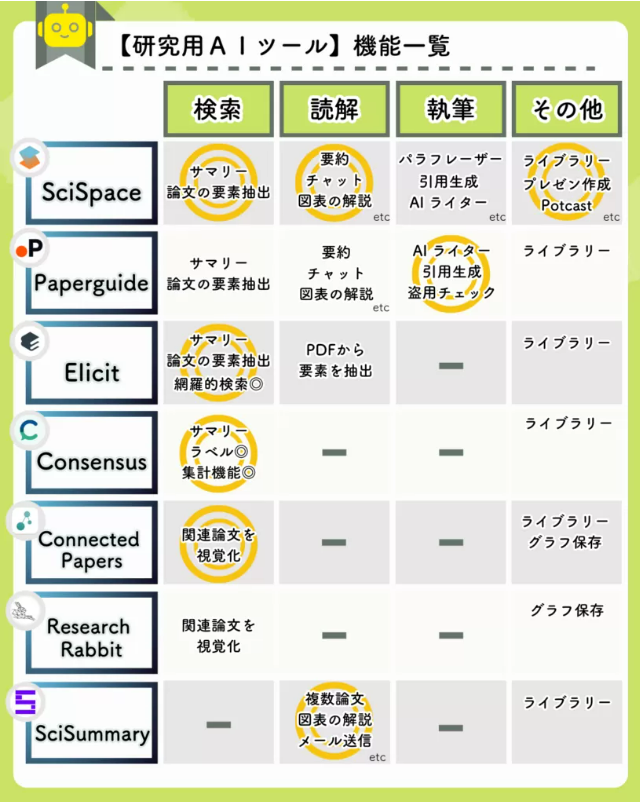 【研究用AIツール】機能一覧
検索
読解
執筆
その他
SciSpace
サマリー
論文の要素抽出
要約
チャット
図表の解説
etc
パラフレーザー
引用生成
AIライター
etc
ライブラリー
プレゼン作成
Potcast
etc
P
Paperguide
サマリー
論文の要素抽出
要約
チャット
図表の解説
etc
AIライター
引用生成
盗用チェック
ライブラリー
Elicit
サマリー
論文の要素抽出
網羅的検索◎
PDFから
要素を抽出
ー
ライブラリー
Consensus
サマリー
ラベル◎
集計機能◎
ー
ー
ライブラリー
Connected
Papers
関連論文を
視覚化
ー
ー
ライブラリー
グラフ保存
Research
Rabbit
関連論文を
視覚化
ー
ー
グラフ保存
SciSummary
ー
複数論文
図表の解説
メール送信
etc
ー
ライブラリー